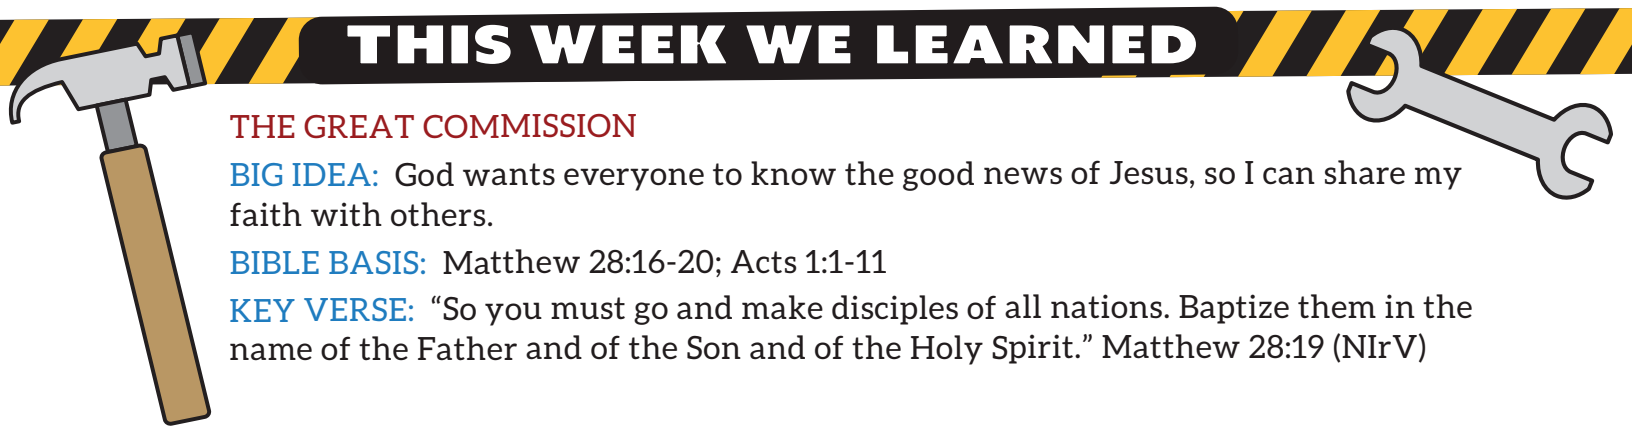 THIS WEEK WE LEARNED
THE GREAT COMMISSION
BIG IDEA: God wants everyone to know the good news of Jesus, so I can share my
faith with others.
BIBLE BASIS: Matthew 28:16-20; Acts 1:1-11
KEY VERSE: “So you must go and make disciples of all nations. Baptize them in the
name of the Father and of the Son and of the Holy Spirit.” Matthew 28:19 (NIrV)